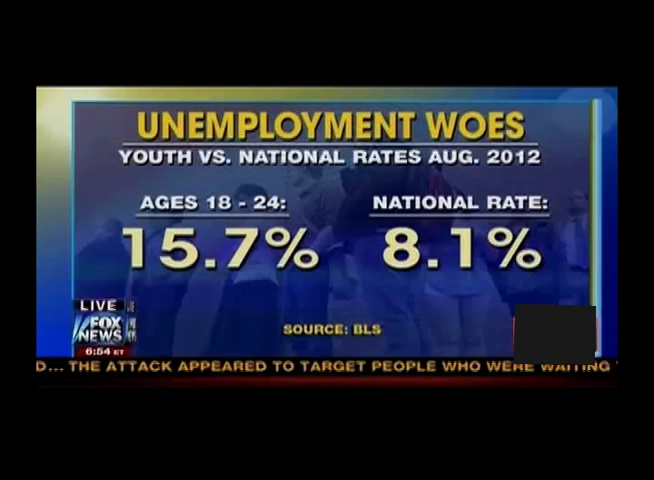 UNEMPLOYMENT WOES
YOUTH VS. NATIONAL RATES AUG. 2012
AGES 18 - 24:
NATIONAL RATE:
15.7%
8.1%
SOURCE: BLS
LIVE
FOX
NEWS
6:54 ET
D... THE ATTACK APPEARED TO TARGET PEOPLE WHO WERE WAITING